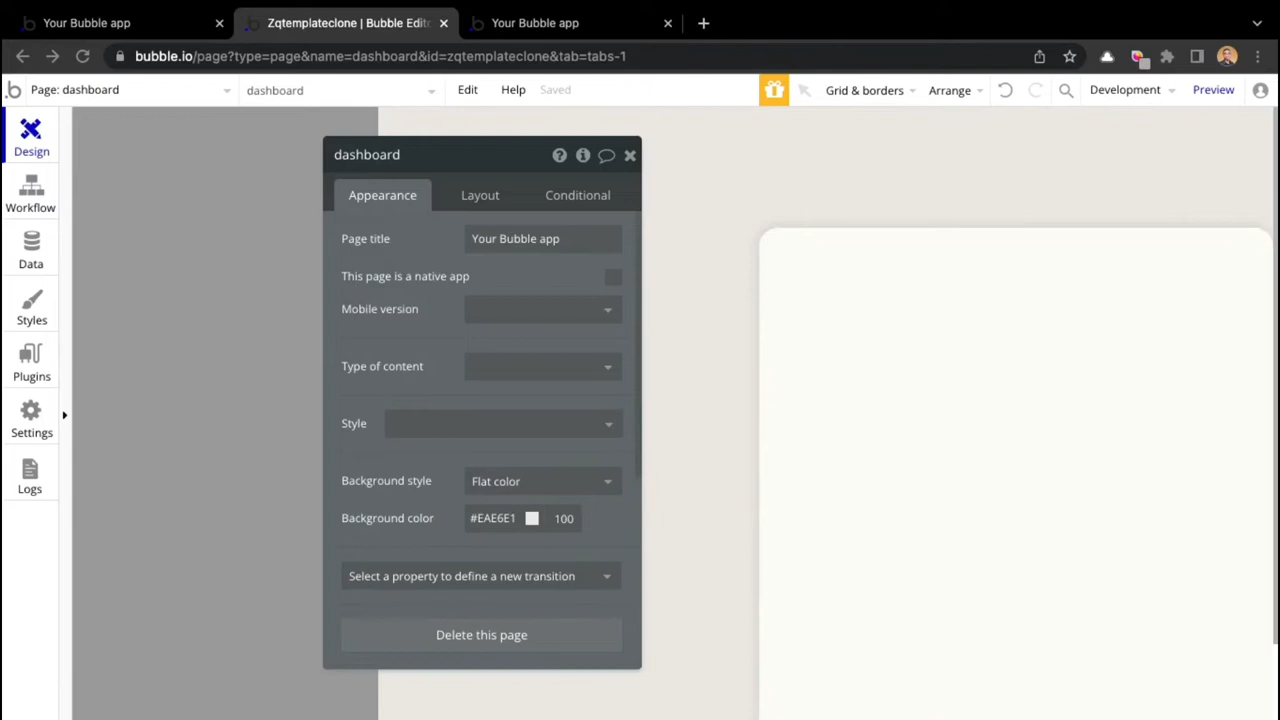 Your Bubble app
Zqtemplateclone | Bubble Edito
Your Bubble app
bubble.io/page?type=page&name=dashboard&id=zqtemplateclone&tab=tabs-1
b Page: dashboard
dashboard
Edit
Help
Saved
Grid & borders
Arrange
Development
Preview
Design
Workflow
Data
Styles
Plugins
Settings
Logs
dashboard
Appearance
Layout
Conditional
Page title Your Bubble app
This page is a native app
Mobile version
Type of content
Style
Background style Flat color
Background color #EAE6E1 100
Select a property to define a new transition
Delete this page